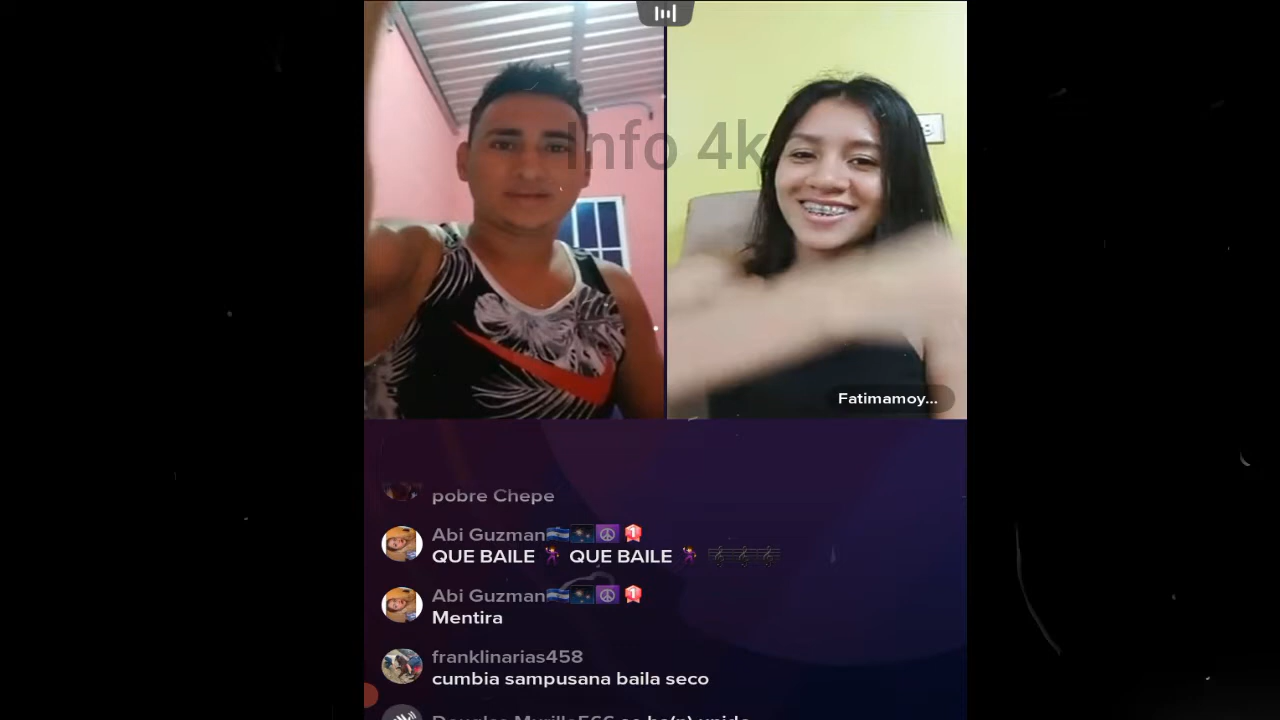 Info 4k
Fatimamoy...
pobre Chepe
Abi Guzman
QUE BAILE QUE BAILE
Abi Guzman
Mentira
franklinarias458
cumbia sampusana baila seco